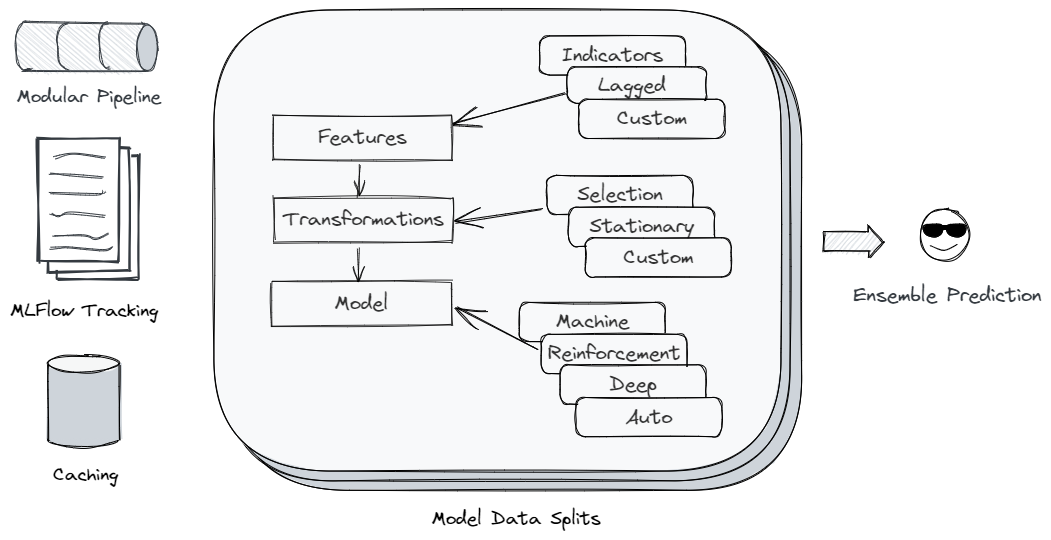 Modular Pipeline
MLFlow Tracking
Caching
Features
Transformations
Model
Indicators
Lagged
Custom
Selection
Stationary
Custom
Machine
Reinforcement
Deep
Auto
Model Data Splits
Ensemble Prediction